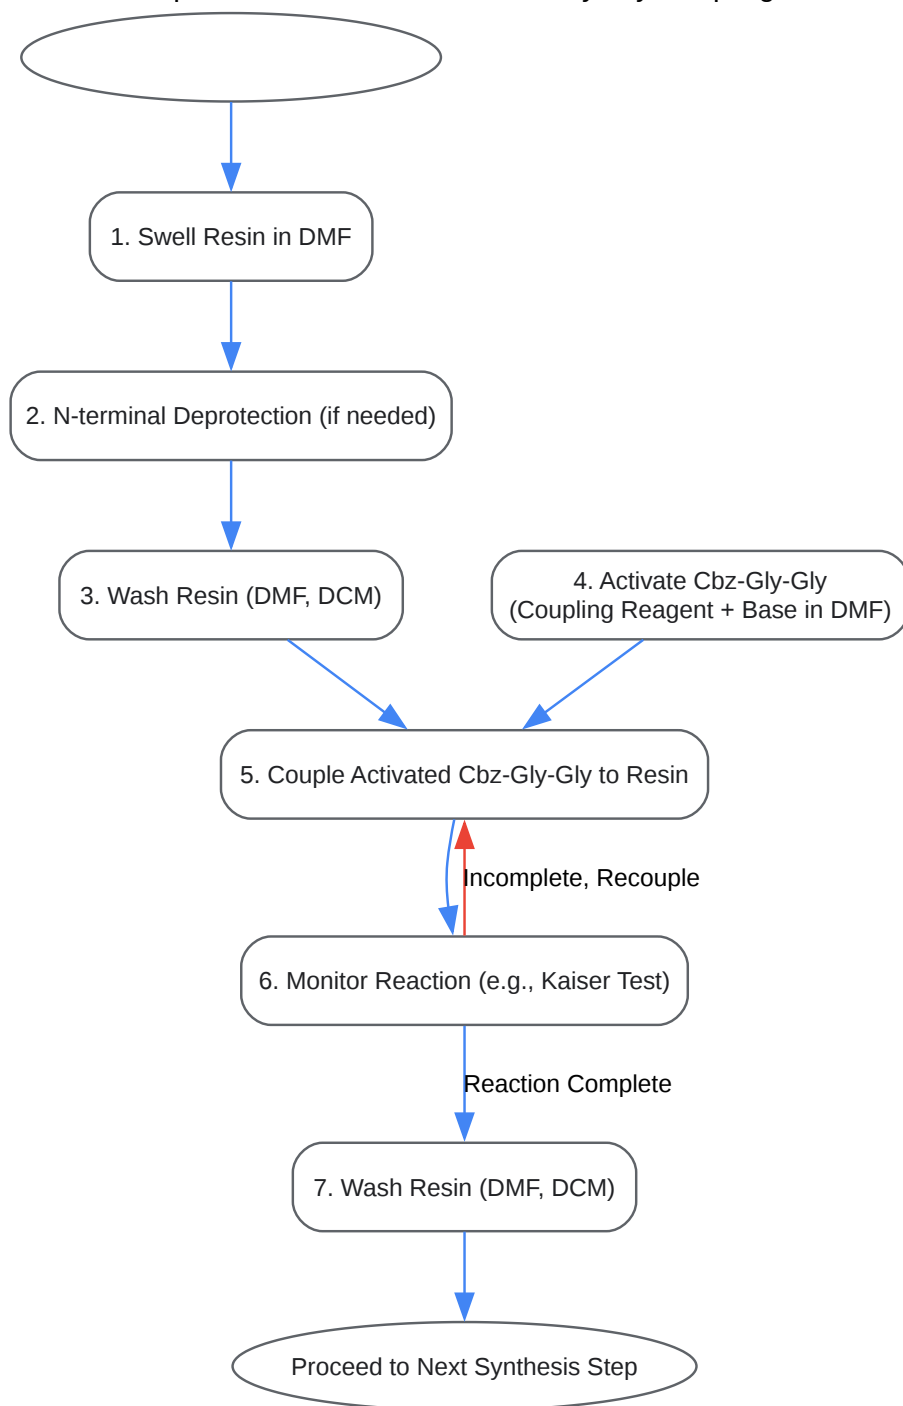 1. Swell Resin in DMF
2. N-terminal Deprotection (if needed)
3. Wash Resin (DMF, DCM)
4. Activate Cbz-Gly-Gly
(Coupling Reagent + Base in DMF)
5. Couple Activated Cbz-Gly-Gly to Resin
Incomplete, Recouple
6. Monitor Reaction (e.g., Kaiser Test)
Reaction Complete
7. Wash Resin (DMF, DCM)
Proceed to Next Synthesis Step